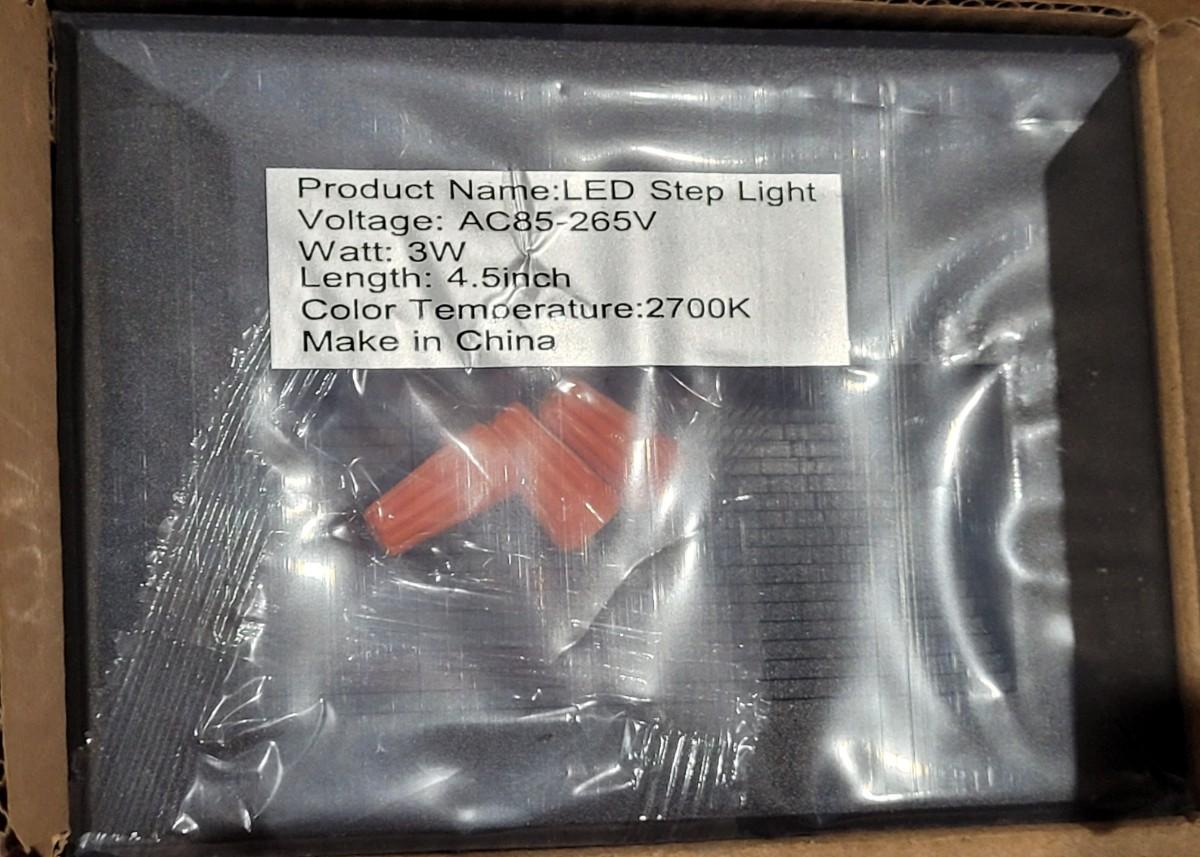 Product Name:LED Step Light
Voltage: AC85-265V
Watt: 3W
Length: 4.5inch
Color Temperature:2700K
Make in China